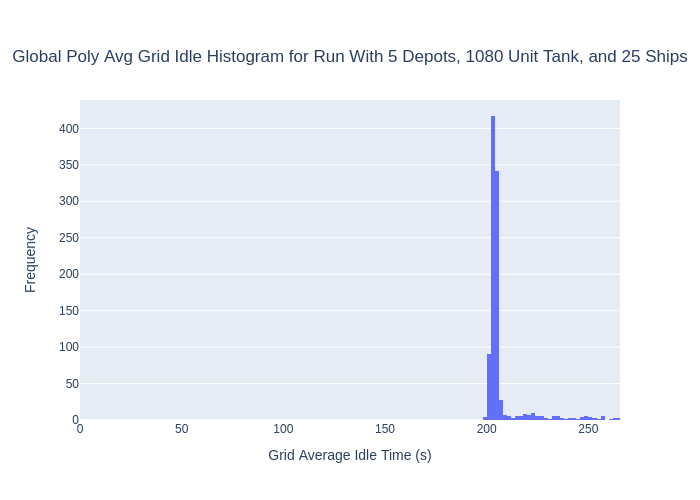 Global Poly Avg Grid Idle Histogram for Run With 5 Depots, 1080 Unit Tank, and 25 Ships
400
350
300
250
200
150
100
50
0
Frequency
0 50 100 150 200 250
Grid Average Idle Time (s)